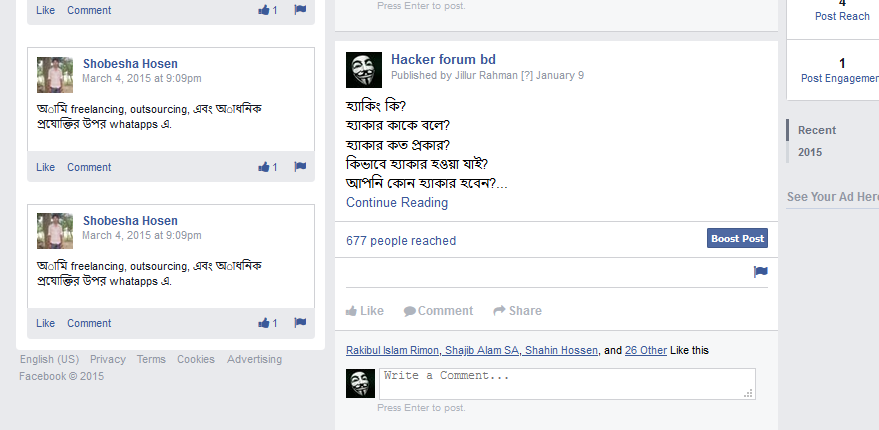 Like Comment 1
Shobesha Hosen
March 4, 2015 at 9:09pm
অামি freelancing, outsourcing, এবং অাধনিক
প্রযোক্তির উপর whatapps এ.
Like Comment 1
Shobesha Hosen
March 4, 2015 at 9:09pm
অামি freelancing, outsourcing, এবং অাধনিক
প্রযোক্তির উপর whatapps এ.
Like Comment 1
English (US) Privacy Terms Cookies Advertising
Facebook © 2015
Press Enter to post.
Hacker forum bd
Published by Jillur Rahman [?] January 9
হ্যাকিং কি?
হ্যাকার কাকে বলে?
হ্যাকার কত প্রকার?
কিভাবে হ্যাকার হওয়া যাই?
আপনি কোন হ্যাকার হবেন?...
Continue Reading
677 people reached
Boost Post
Like Comment Share
Rakibul Islam Rimon, Shajib Alam SA, Shahin Hossen, and 26 Other Like this
Write a Comment...
Press Enter to post.
4
Post Reach
1
Post Engagemen
Recent
2015
See Your Ad Here